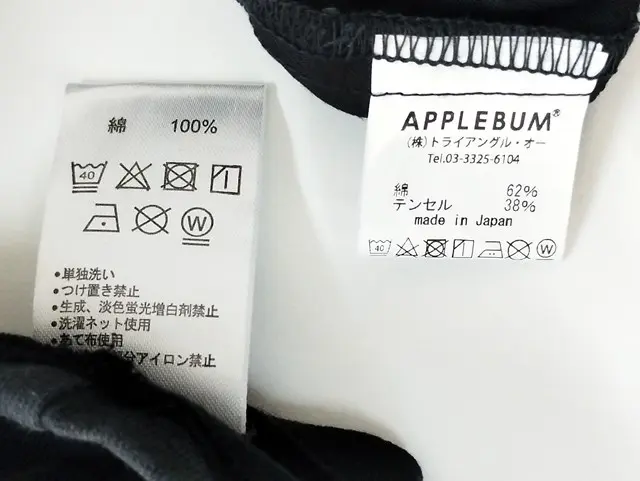 綿 100%
40
W
•単独洗い
•つけ置き禁止
•生成、淡色蛍光増白剤禁止
•洗濯ネット使用
•あて布使用
分アイロン禁止
APPLEBUM®
(株)トライアングル・オー
Tel.03-3325-6104
綿 62%
テンセル 38%
made in Japan
40 W